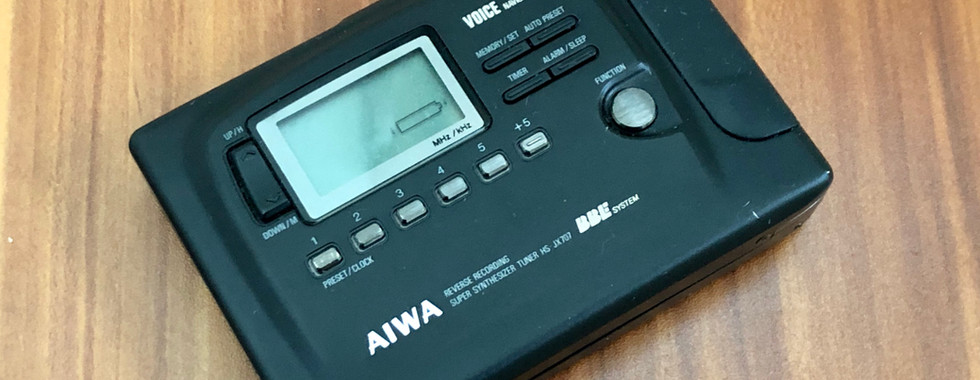 VOICE
MEMORY/SET AUTO PRESET
TIMER ALARM/SLEEP
FUNCTION
UP/H
MHz/kHz
DOWN/M
1 2 3 4 5 +5
PRESET/CLOCK
REVERSE RECORDING
SUPER SYNTHESIZER TUNER HS JX707
BBE SYSTEM
AIWA